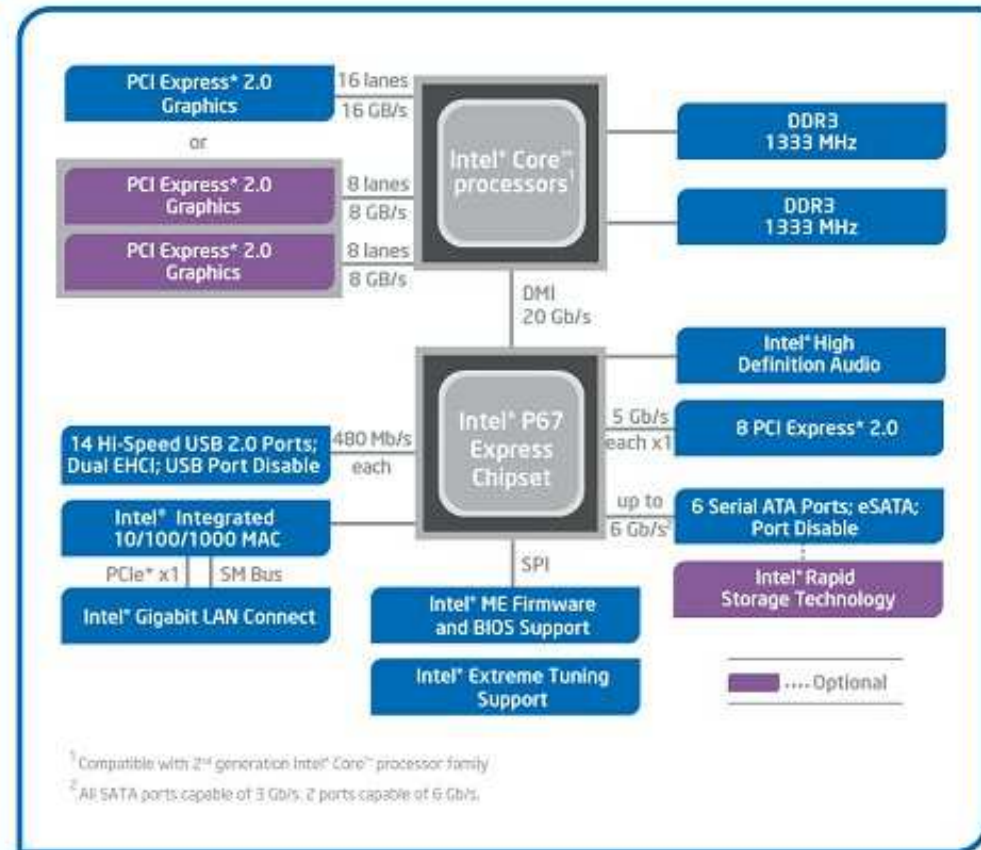 PCI Express* 2.0
Graphics
16 lanes
16 GB/s
or
PCI Express* 2.0
Graphics
8 lanes
8 GB/s
PCI Express* 2.0
Graphics
8 lanes
8 GB/s
Intel® Core™
processors¹
DDR3
1333 MHz
DDR3
1333 MHz
DMI
20 Gb/s
Intel® P67
Express
Chipset
Intel® High
Definition Audio
5 Gb/s
each x1
8 PCI Express* 2.0
14 Hi-Speed USB 2.0 Ports;
Dual EHCI; USB Port Disable
480 Mb/s
each
up to
6 Gb/s²
6 Serial ATA Ports; eSATA;
Port Disable
Intel® Integrated
10/100/1000 MAC
PCIe* x1
SM Bus
Intel® Gigabit LAN Connect
SPI
Intel® ME Firmware
and BIOS Support
Intel® Rapid
Storage Technology
Intel® Extreme Tuning
Support
.... Optional
¹ Compatible with 2ⁿᵈ generation Intel® Core™ processor family
² All SATA ports capable of 3 Gb/s. 2 ports capable of 6 Gb/s.